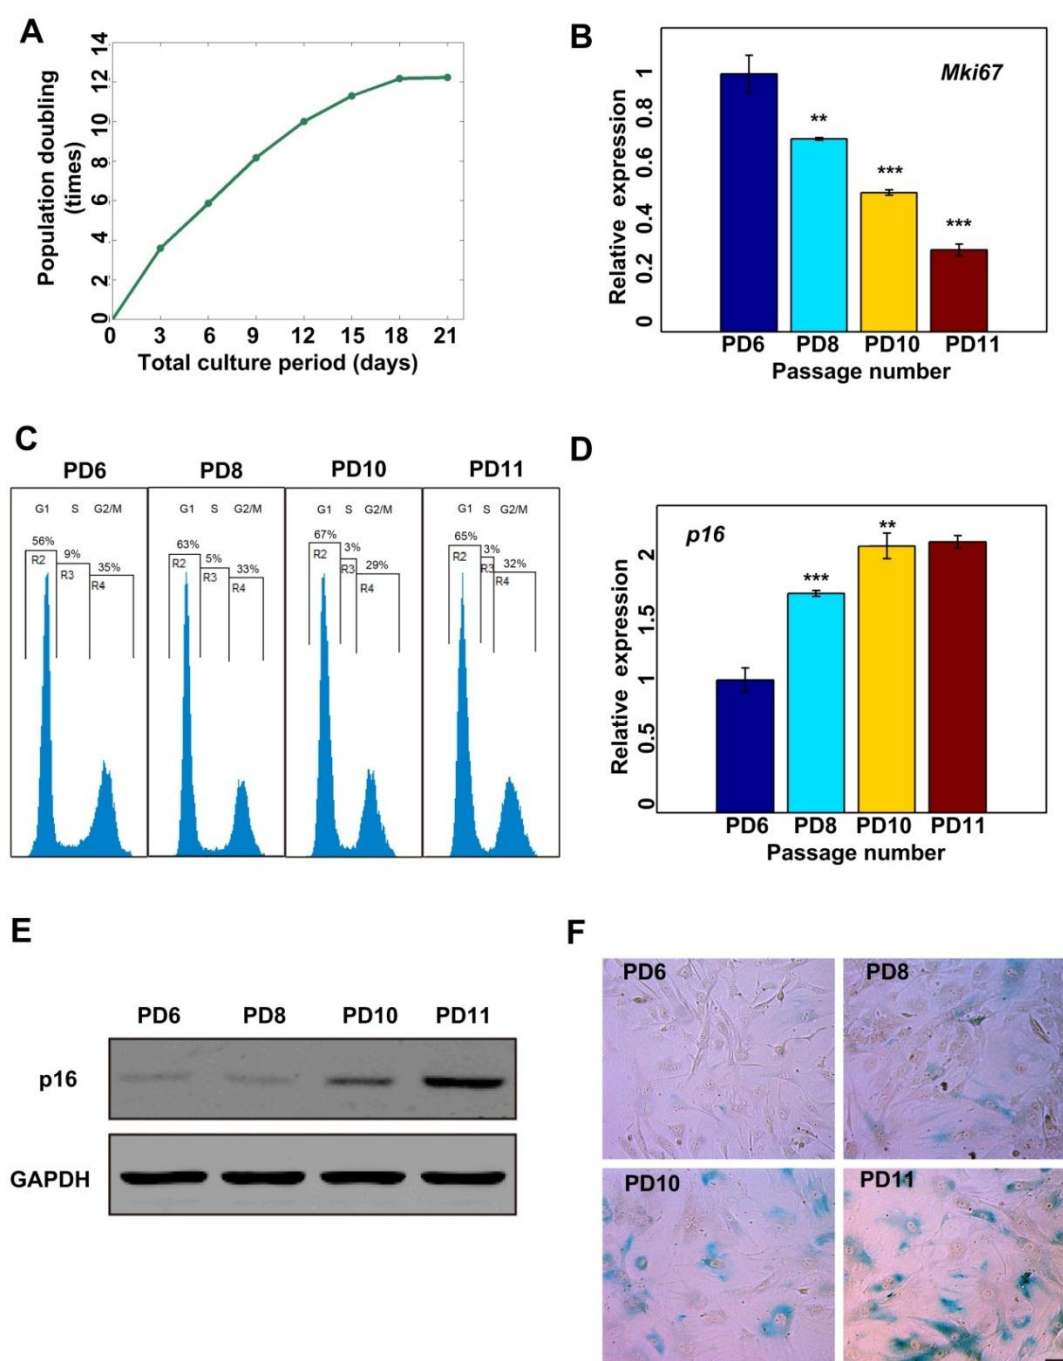 A
Population doubling
(times)
14
12
10
8
6
4
2
0
0 3 6 9 12 15 18 21
Total culture period (days)
B
Relative expression
1
0.8
0.6
0.4
0.2
0
Mki67
**
***
***
PD6 PD8 PD10 PD11
Passage number
C
PD6 PD8 PD10 PD11
G1 S G2/M G1 S G2/M G1 S G2/M G1 S G2/M
56% 9% 35%
R2 R3 R4
63% 5% 33%
R2 R3 R4
67% 3% 29%
R2 R3 R4
65% 3% 32%
R2 R3 R4
D
Relative expression
2
1.5
1
0.5
0
p16
***
**
PD6 PD8 PD10 PD11
Passage number
E
PD6 PD8 PD10 PD11
p16
GAPDH
F
PD6 PD8
PD10 PD11